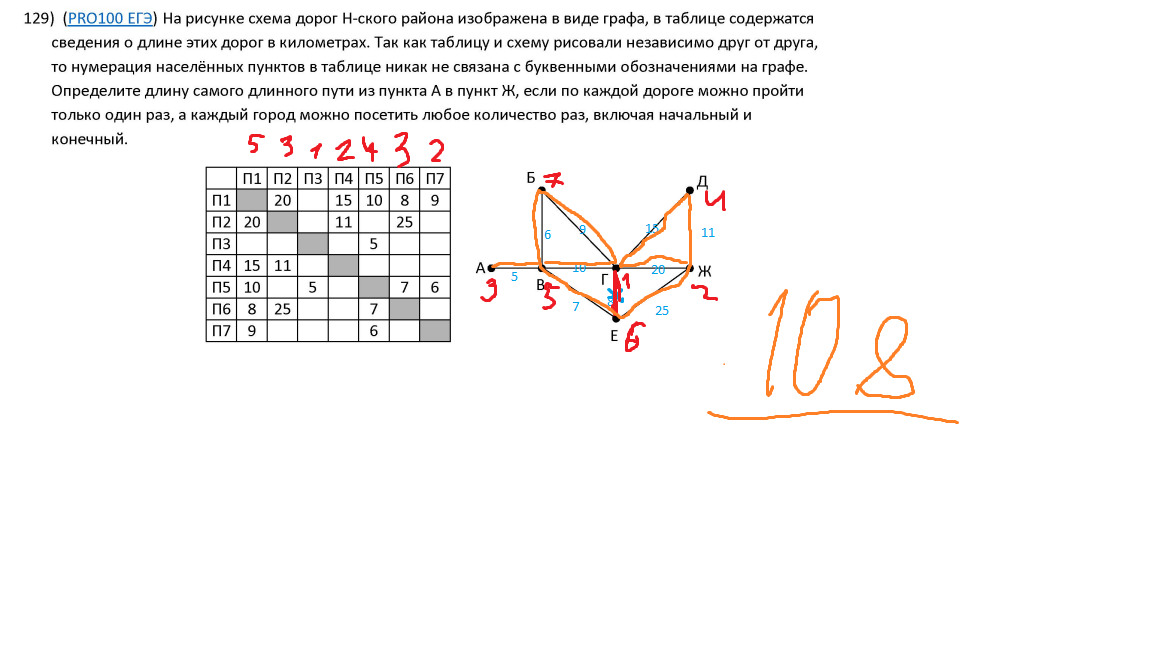 129) (PRO100 ЕГЭ) На рисунке схема дорог Н-ского района изображена в виде графа, в таблице содержатся
сведения о длине этих дорог в километрах. Так как таблицу и схему рисовали независимо друг от друга,
то нумерация населённых пунктов в таблице никак не связана с буквенными обозначениями на графе.
Определите длину самого длинного пути из пункта А в пункт Ж, если по каждой дороге можно пройти
только один раз, а каждый город можно посетить любое количество раз, включая начальный и
конечный.
5 3 1 2 4 3 2
П1 П2 П3 П4 П5 П6 П7
П1 20 15 10 8 9
П2 20 11 25
П3 5
П4 15 11
П5 10 5 7 6
П6 8 25 7
П7 9 6
Б 7 Д 4
6 9 15 11
А 5 В 10 Г 20 Ж
3 5 1 2
7 8 25
Е 6
108